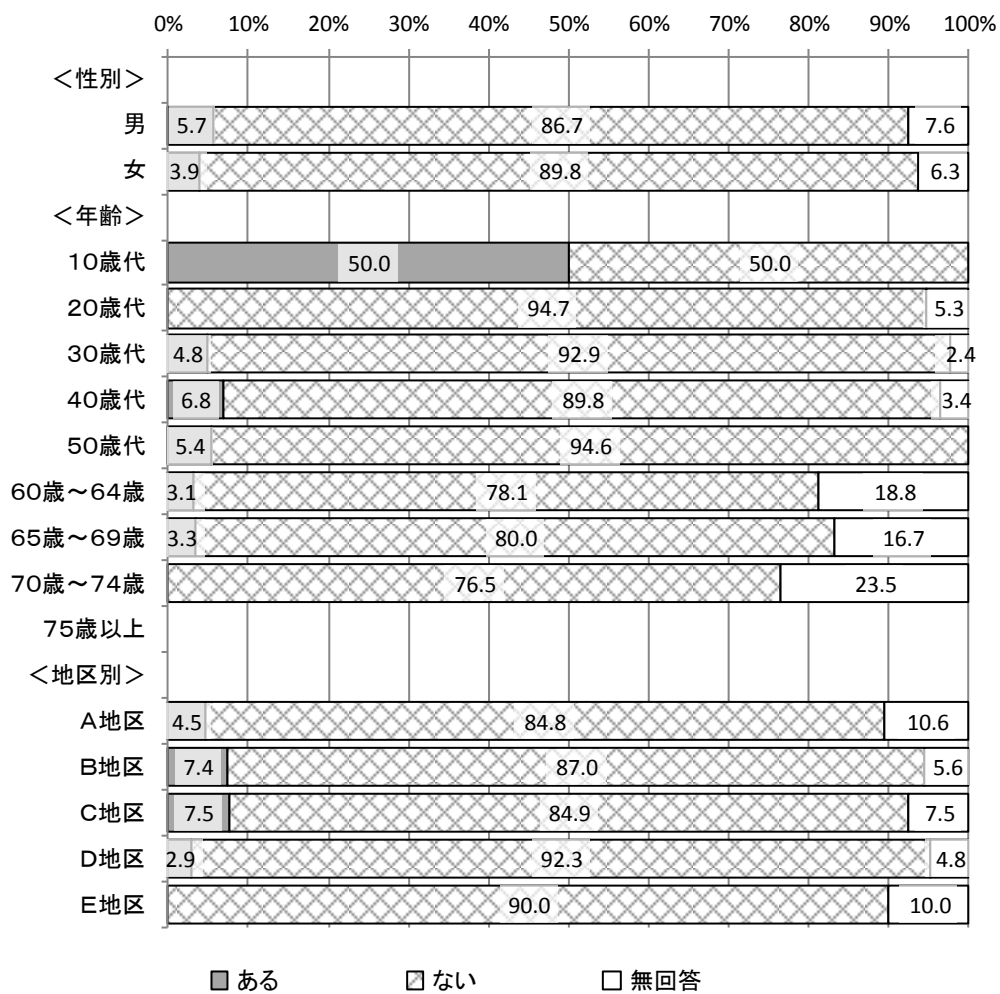 0% 10% 20% 30% 40% 50% 60% 70% 80% 90% 100%
＜性別＞
男 5.7 86.7 7.6
女 3.9 89.8 6.3
＜年齢＞
10歳代 50.0 50.0
20歳代 94.7 5.3
30歳代 4.8 92.9 2.4
40歳代 6.8 89.8 3.4
50歳代 5.4 94.6
60歳～64歳 3.1 78.1 18.8
65歳～69歳 3.3 80.0 16.7
70歳～74歳 76.5 23.5
75歳以上
＜地区別＞
A地区 4.5 84.8 10.6
B地区 7.4 87.0 5.6
C地区 7.5 84.9 7.5
D地区 2.9 92.3 4.8
E地区 90.0 10.0
ある ない 無回答